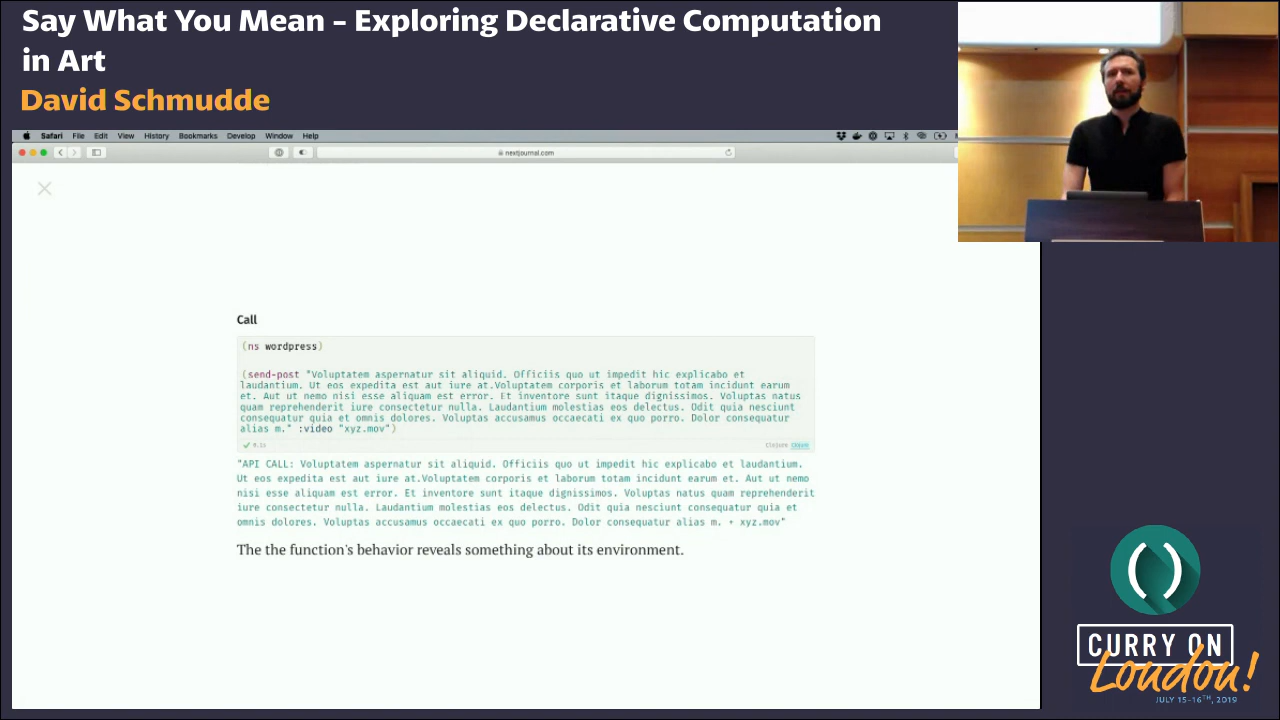 Say What You Mean – Exploring Declarative Computation
in Art
David Schmudde
Safari File Edit View History Bookmarks Develop Window Help
nextjournal.com
Call
(ns wordpress)
(send-post "Voluptatem aspernatur sit aliquid. Officiis quo ut impedit hic explicabo et
laudantium. Ut eos expedita est aut iure at.Voluptatem corporis et laborum totam incidunt earum
et. Aut ut nemo nisi esse aliquam est error. Et inventore sunt itaque dignissimos. Voluptas natus
quam reprehenderit iure consectetur nulla. Laudantium molestias eos delectus. Odit quia nesciunt
consequatur quia et omnis dolores. Voluptas accusamus occaecati ex quo porro. Dolor consequatur
alias m." :video "xyz.mov")
0.1s
Clojure Clojure
"API CALL: Voluptatem aspernatur sit aliquid. Officiis quo ut impedit hic explicabo et laudantium.
Ut eos expedita est aut iure at.Voluptatem corporis et laborum totam incidunt earum et. Aut ut nemo
nisi esse aliquam est error. Et inventore sunt itaque dignissimos. Voluptas natus quam reprehenderit
iure consectetur nulla. Laudantium molestias eos delectus. Odit quia nesciunt consequatur quia et
omnis dolores. Voluptas accusamus occaecati ex quo porro. Dolor consequatur alias m. + xyz.mov"
The the function's behavior reveals something about its environment.
CURRY ON
London!
JULY 15-16TH, 2019